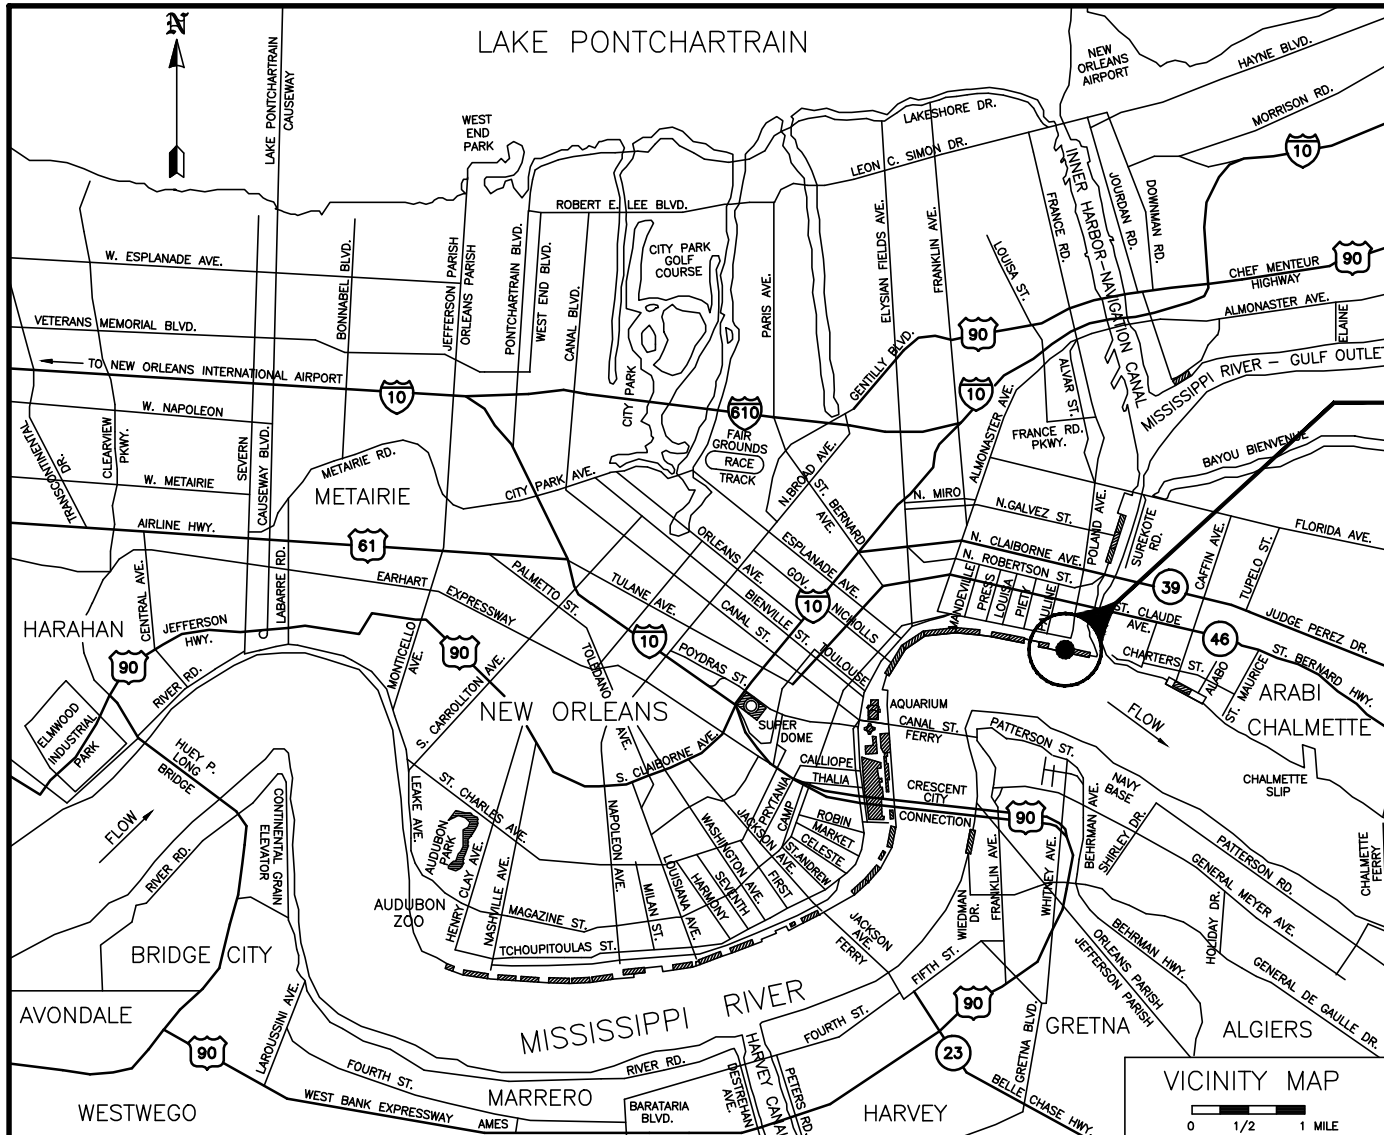 N
LAKE PONTCHARTRAIN
LAKE PONTCHARTRAIN
CAUSEWAY
WEST
END
PARK
NEW
ORLEANS
AIRPORT
HAYNE BLVD.
MORRISON RD.
LAKESHORE DR.
LEON C. SIMON DR.
10
INNER HARBOR-NAVIGATION CANAL
JOURDAN RD.
DOWNMAN RD.
FRANCE RD.
ROBERT E. LEE BLVD.
W. ESPLANADE AVE.
BONNABEL BLVD.
JEFFERSON PARISH
ORLEANS PARISH
PONTCHARTRAIN BLVD.
WEST END BLVD.
CANAL BLVD.
CITY PARK
GOLF
COURSE
PARIS AVE.
ELYSIAN FIELDS AVE.
FRANKLIN AVE.
LOUISA ST.
90
CHEF MENTEUR
HIGHWAY
ALMONASTER AVE.
ELAINE
VETERANS MEMORIAL BLVD.
90
GENTILLY BLVD.
TO NEW ORLEANS INTERNATIONAL AIRPORT
10
CITY PARK
610
10
ALVAR ST.
MISSISSIPPI RIVER - GULF OUTLET
W. NAPOLEON
TRANSCONTINENTAL
DR.
CLEARVIEW
PKWY.
SEVERN
CAUSEWAY BLVD.
METAIRIE RD.
FAIR
GROUNDS
RACE
TRACK
N.BROAD AVE.
ST. BERNARD
AVE.
ALMONASTER AVE.
FRANCE RD.
PKWY.
BAYOU BIENVENUE
W. METAIRIE
METAIRIE
CITY PARK AVE.
N. MIRO
N.GALVEZ ST.
POLAND AVE.
SUREKOTE
RD.
CAFFIN AVE.
FLORIDA AVE.
TUPELO ST.
AIRLINE HWY.
61
LABARRE RD.
ORLEANS AVE.
ESPLANADE AVE.
N. CLAIBORNE AVE.
N. ROBERTSON ST.
39
JUDGE PEREZ DR.
EARHART
EXPRESSWAY
PALMETTO ST.
TULANE AVE.
BIENVILLE ST.
CANAL ST.
GOV. NICHOLLS
10
TOULOUSE
MANDEVILLE
PRESS
LOUISA
PIETY
PAULINE
ST. CLAUDE
AVE.
46
ST. BERNARD HWY.
HARAHAN
CENTRAL AVE.
JEFFERSON
HWY.
90
RIVER RD.
MONTICELLO
AVE.
90
S. CARROLLTON AVE.
TOLEDANO
AVE.
10
POYDRAS ST.
CHARTERS ST.
ALABO
ST. MAURICE
ARABI
CHALMETTE
ELMWOOD
INDUSTRIAL
PARK
NEW ORLEANS
SUPER
DOME
AQUARIUM
CANAL ST.
FERRY
PATTERSON ST.
FLOW
HUEY P.
LONG
BRIDGE
S. CLAIBORNE AVE.
CALLIOPE
THALIA
CRESCENT
CITY
CONNECTION
90
NAVY
BASE
CHALMETTE
SLIP
FLOW
CONTINENTAL GRAIN
ELEVATOR
LEAKE AVE.
ST. CHARLES AVE.
AUDUBON
PARK
NAPOLEON AVE.
PRYTANIA
CAMP
ROBIN
MARKET
CELESTE
ST.ANDREW
JACKSON AVE.
WASHINGTON AVE.
FIRST
SEVENTH
HARMONY
LOUISIANA AVE.
MILAN ST.
BEHRMAN AVE.
SHIRLEY DR.
PATTERSON RD.
GENERAL MEYER AVE.
CHALMETTE
FERRY
RIVER RD.
AUDUBON
ZOO
HENRY CLAY AVE.
NASHVILLE AVE.
MAGAZINE ST.
TCHOUPITOULAS ST.
JACKSON
AVE.
FERRY
WIEDMAN
DR.
FRANKLIN AVE.
WHITNEY AVE.
HOLIDAY DR.
BEHRMAN HWY.
ORLEANS PARISH
JEFFERSON PARISH
GENERAL DE GAULLE DR.
BRIDGE CITY
FIFTH ST.
AVONDALE
LAROUSSINI AVE.
MISSISSIPPI RIVER
90
FOURTH ST.
GRETNA BLVD.
GRETNA
ALGIERS
90
23
FOURTH ST.
RIVER RD.
HARVEY CANAL
DESTREHAN
AVE.
PETERS RD.
BELLE CHASE HWY.
WESTWEGO
WEST BANK EXPRESSWAY
AMES
MARRERO
BARATARIA
BLVD.
HARVEY
VICINITY MAP
0 1/2 1 MILE